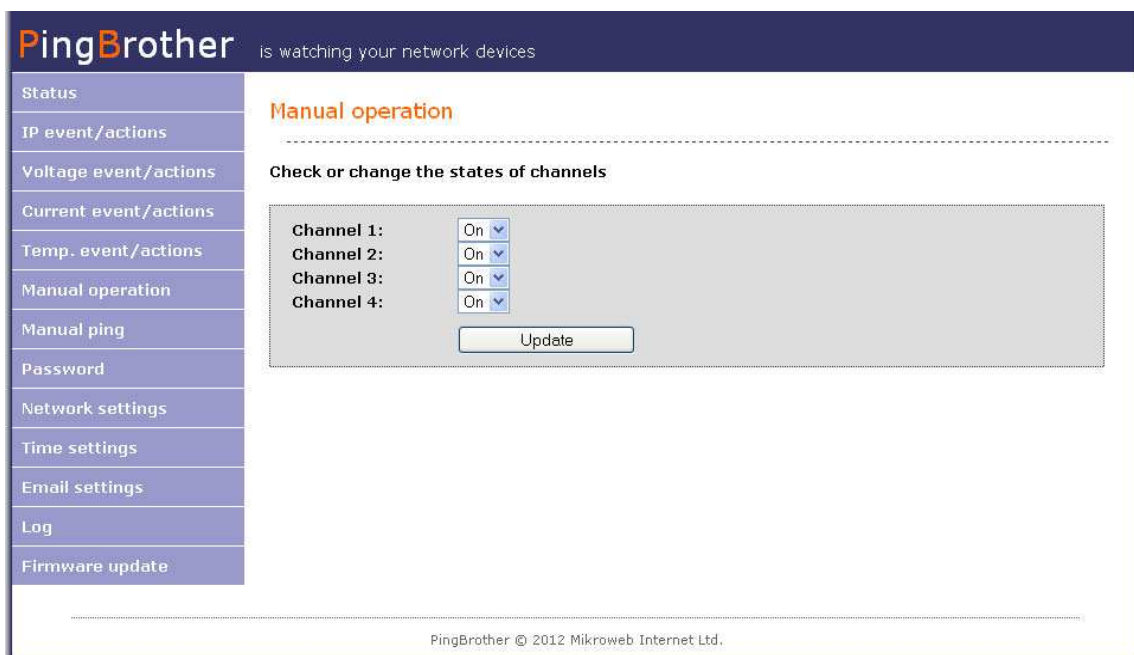 PingBrother is watching your network devices
Status
IP event/actions
Voltage event/actions
Current event/actions
Temp. event/actions
Manual operation
Manual ping
Password
Network settings
Time settings
Email settings
Log
Firmware update
Manual operation
Check or change the states of channels
Channel 1: On
Channel 2: On
Channel 3: On
Channel 4: On
Update
PingBrother © 2012 Mikroweb Internet Ltd.